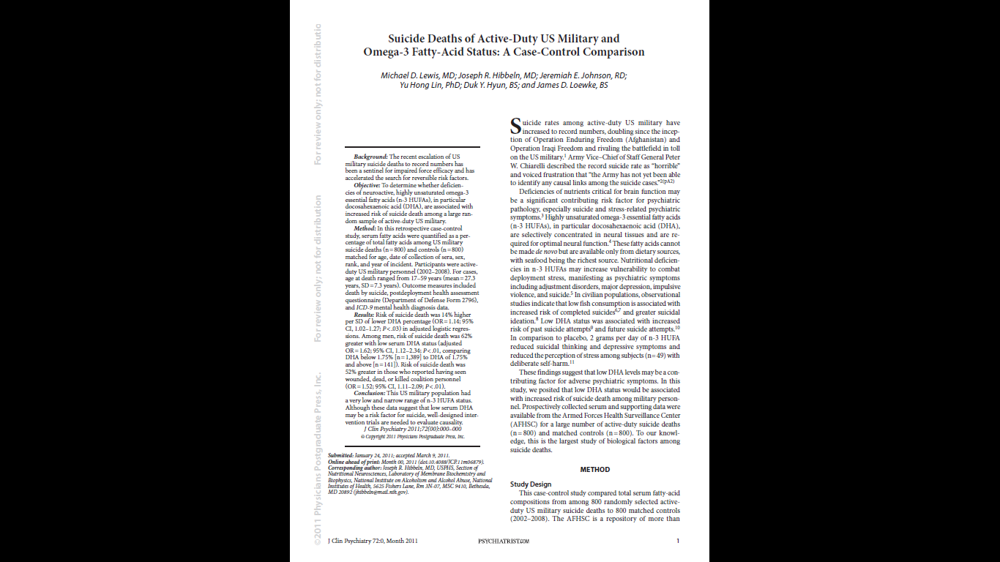 Suicide Deaths of Active-Duty US Military and
Omega-3 Fatty-Acid Status: A Case-Control Comparison
Michael D. Lewis, MD; Joseph R. Hibbeln, MD; Jeremiah E. Johnson, RD;
Yu Hong Lin, PhD; Duk Y. Hyun, BS; and James D. Loewke, BS
Background: The recent escalation of US
military suicide deaths to record numbers has
been a sentinel for impaired force efficacy and has
accelerated the search for reversible risk factors.
Objective: To determine whether deficien-
cies of neuroactive, highly unsaturated omega-3
essential fatty acids (n-3 HUFAs), in particular
docosahexaenoic acid (DHA), are associated with
increased risk of suicide death among a large ran-
dom sample of active-duty US military.
Method: In this retrospective case-control
study, serum fatty acids were quantified as a per-
centage of total fatty acids among US military
suicide deaths (n = 800) and controls (n = 800)
matched for age, date of collection of sera, sex,
rank, and year of incident. Participants were active-
duty US military personnel (2002–2008). For cases,
age at death ranged from 17–59 years (mean = 27.3
years, SD = 7.3 years). Outcome measures included
death by suicide, postdeployment health assessment
questionnaire (Department of Defense Form 2796),
and ICD-9 mental health diagnosis data.
Results: Risk of suicide death was 14% higher
per SD of lower DHA percentage (OR = 1.14; 95%
CI, 1.02–1.27; P < .03) in adjusted logistic regres-
sions. Among men, risk of suicide death was 62%
greater with low serum DHA status (adjusted
OR = 1.62; 95% CI, 1.12–2.34; P < .01, comparing
DHA below 1.75% [n = 1,389] to DHA of 1.75%
and above [n = 141]). Risk of suicide death was
52% greater in those who reported having seen
wounded, dead, or killed coalition personnel
(OR = 1.52; 95% CI, 1.11–2.09; P < .01).
Conclusion: This US military population had
a very low and narrow range of n-3 HUFA status.
Although these data suggest that low serum DHA
may be a risk factor for suicide, well-designed inter-
vention trials are needed to evaluate causality.
J Clin Psychiatry 2011;72(00):000–000
© Copyright 2011 Physicians Postgraduate Press, Inc.
Submitted: January 24, 2011; accepted March 9, 2011.
Online ahead of print: Month 00, 2011 (doi:10.4088/JCP.11m06879).
Corresponding author: Joseph R. Hibbeln, MD, USPHS, Section of
Nutritional Neurosciences, Laboratory of Membrane Biochemistry and
Biophysics, National Institute on Alcoholism and Alcohol Abuse, National
Institutes of Health, 5625 Fishers Lane, Rm 3N-07, MSC 9410, Bethesda,
MD 20892 (jhibbeln@mail.nih.gov).
Suicide rates among active-duty US military have
increased to record numbers, doubling since the incep-
tion of Operation Enduring Freedom (Afghanistan) and
Operation Iraqi Freedom and rivaling the battlefield in toll
on the US military.1 Army Vice–Chief of Staff General Peter
W. Chiarelli described the record suicide rate as “horrible”
and voiced frustration that “the Army has not yet been able
to identify any causal links among the suicide cases.”2(pA2)
Deficiencies of nutrients critical for brain function may
be a significant contributing risk factor for psychiatric
pathology, especially suicide and stress-related psychiatric
symptoms.3 Highly unsaturated omega-3 essential fatty acids
(n-3 HUFAs), in particular docosahexaenoic acid (DHA),
are selectively concentrated in neural tissues and are re-
quired for optimal neural function.4 These fatty acids cannot
be made de novo but are available only from dietary sources,
with seafood being the richest source. Nutritional deficien-
cies in n-3 HUFAs may increase vulnerability to combat
deployment stress, manifesting as psychiatric symptoms
including adjustment disorders, major depression, impulsive
violence, and suicide.5 In civilian populations, observational
studies indicate that low fish consumption is associated with
increased risk of completed suicides6,7 and greater suicidal
ideation.8 Low DHA status was associated with increased
risk of past suicide attempts9 and future suicide attempts.10
In comparison to placebo, 2 grams per day of n-3 HUFA
reduced suicidal thinking and depressive symptoms and
reduced the perception of stress among subjects (n = 49) with
deliberate self-harm.11
These findings suggest that low DHA levels may be a con-
tributing factor for adverse psychiatric symptoms. In this
study, we posited that low DHA status would be associated
with increased risk of suicide death among military person-
nel. Prospectively collected serum and supporting data were
available from the Armed Forces Health Surveillance Center
(AFHSC) for a large number of active-duty suicide deaths
(n = 800) and matched controls (n = 800). To our knowl-
edge, this is the largest study of biological factors among
suicide deaths.
METHOD
Study Design
This case-control study compared total serum fatty-acid
compositions from among 800 randomly selected active-
duty US military suicide deaths to 800 matched controls
(2002–2008). The AFHSC is a repository of more than
© 2011 Physicians Postgraduate Press, Inc. For review only; not for distribution For review only; not for distributio
J Clin Psychiatry 72:0, Month 2011
PSYCHIATRIST.COM
1